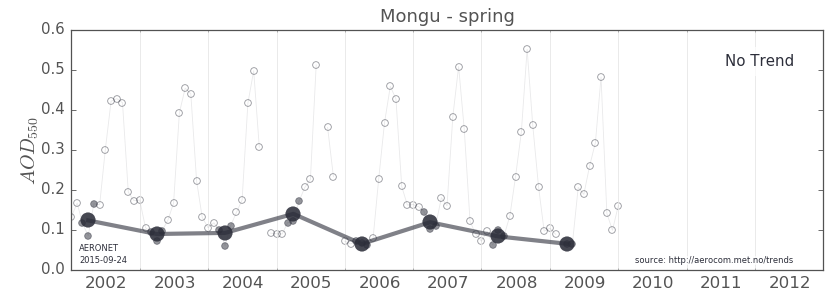 Mongu - spring
0.6
0.5
0.4
0.3
0.2
0.1
0.0
AOD550
No Trend
AERONET
2015-09-24
source: http://aerocom.met.no/trends
2002 2003 2004 2005 2006 2007 2008 2009 2010 2011 2012